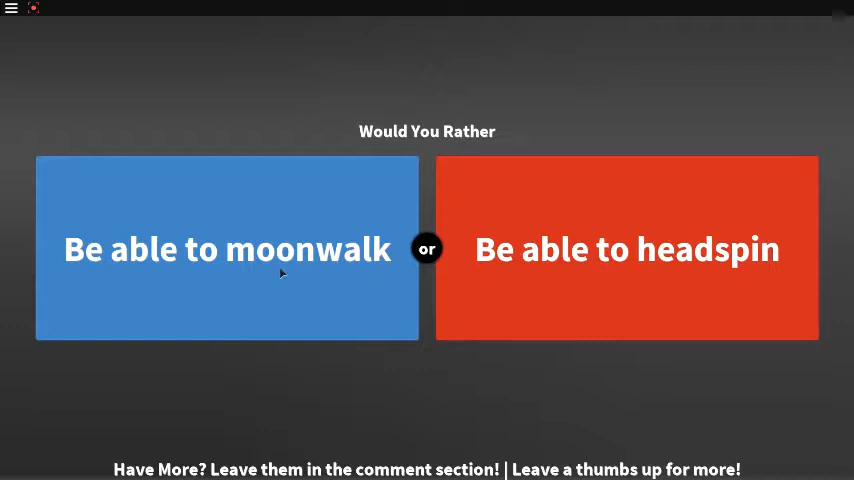 Would You Rather
Be able to moonwalk
or
Be able to headspin
Have More? Leave them in the comment section! | Leave a thumbs up for more!